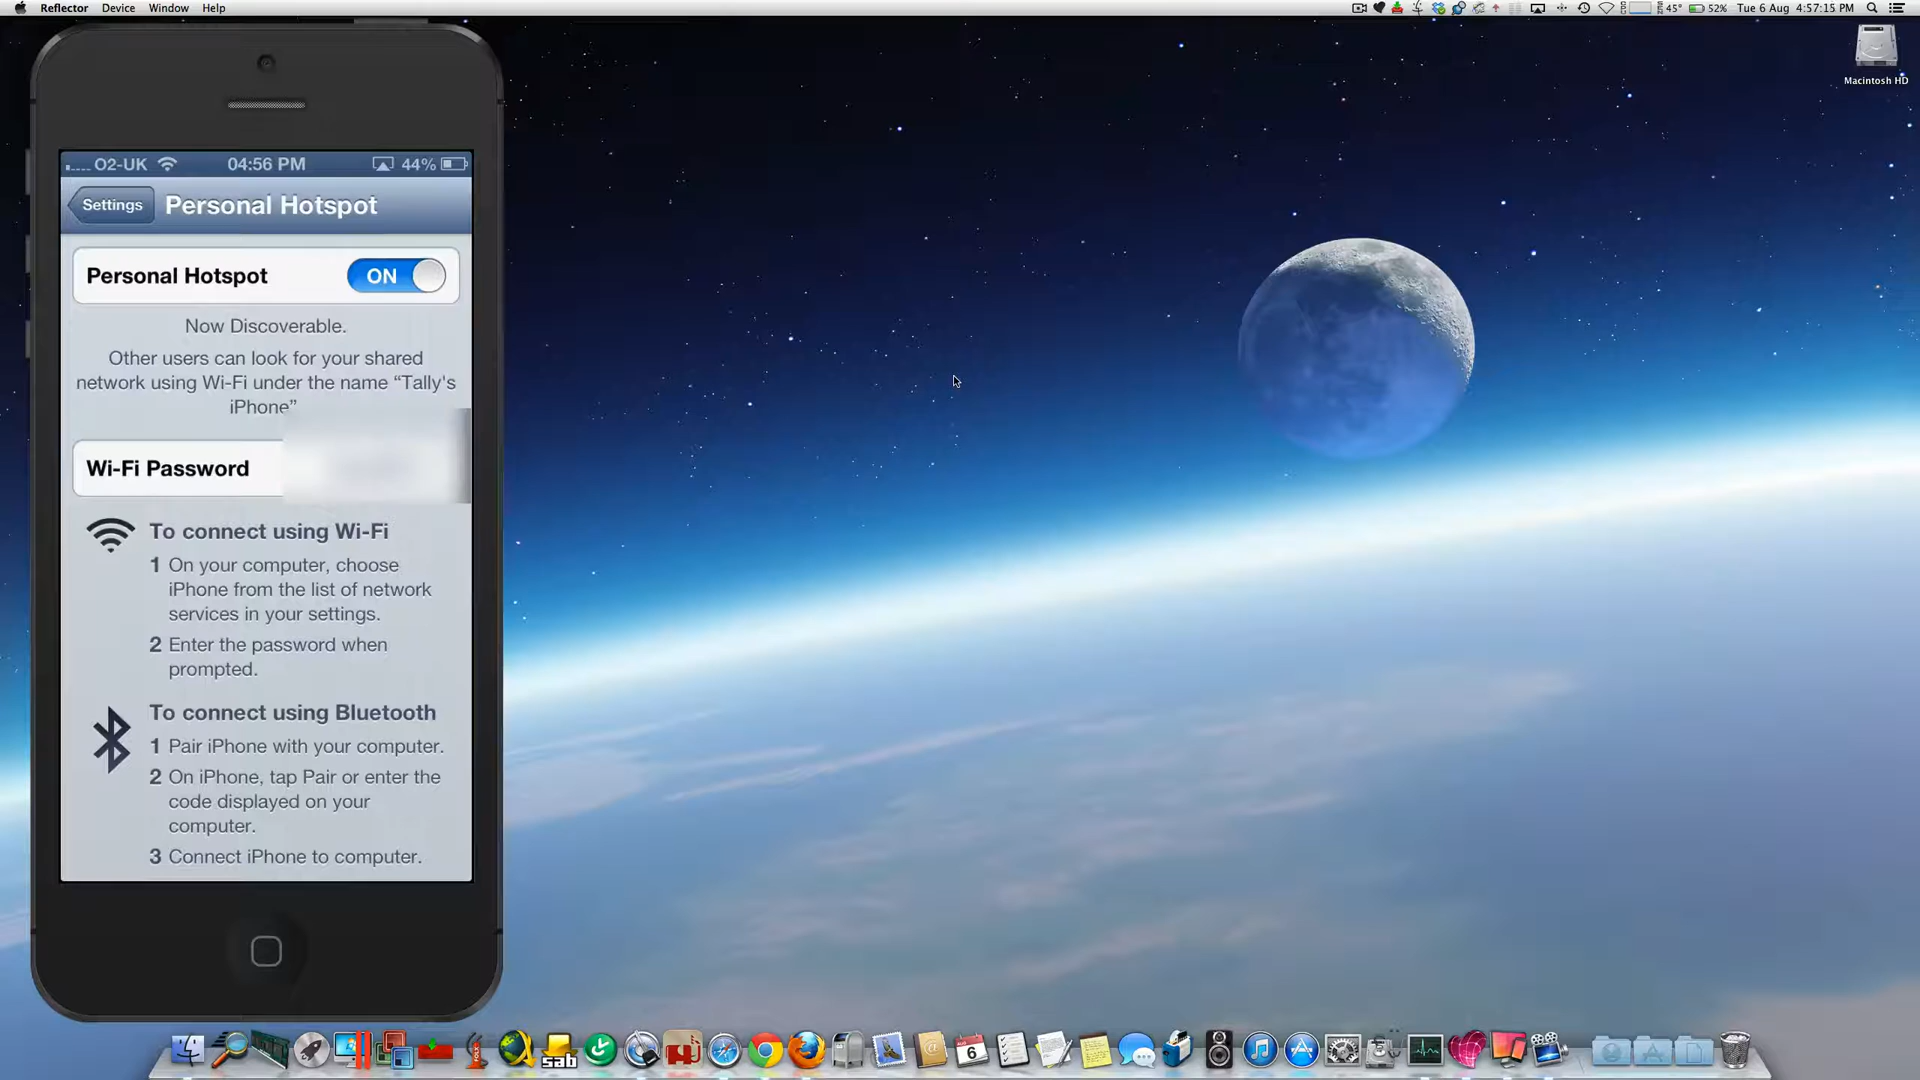 Reflector Device Window Help
45° 52% Tue 6 Aug 4:57:15 PM
Macintosh HD
O2-UK 04:56 PM 44%
Settings Personal Hotspot
Personal Hotspot ON
Now Discoverable.
Other users can look for your shared
network using Wi-Fi under the name “Tally's
iPhone”
Wi-Fi Password
To connect using Wi-Fi
1 On your computer, choose
iPhone from the list of network
services in your settings.
2 Enter the password when
prompted.
To connect using Bluetooth
1 Pair iPhone with your computer.
2 On iPhone, tap Pair or enter the
code displayed on your
computer.
3 Connect iPhone to computer.
sab
6